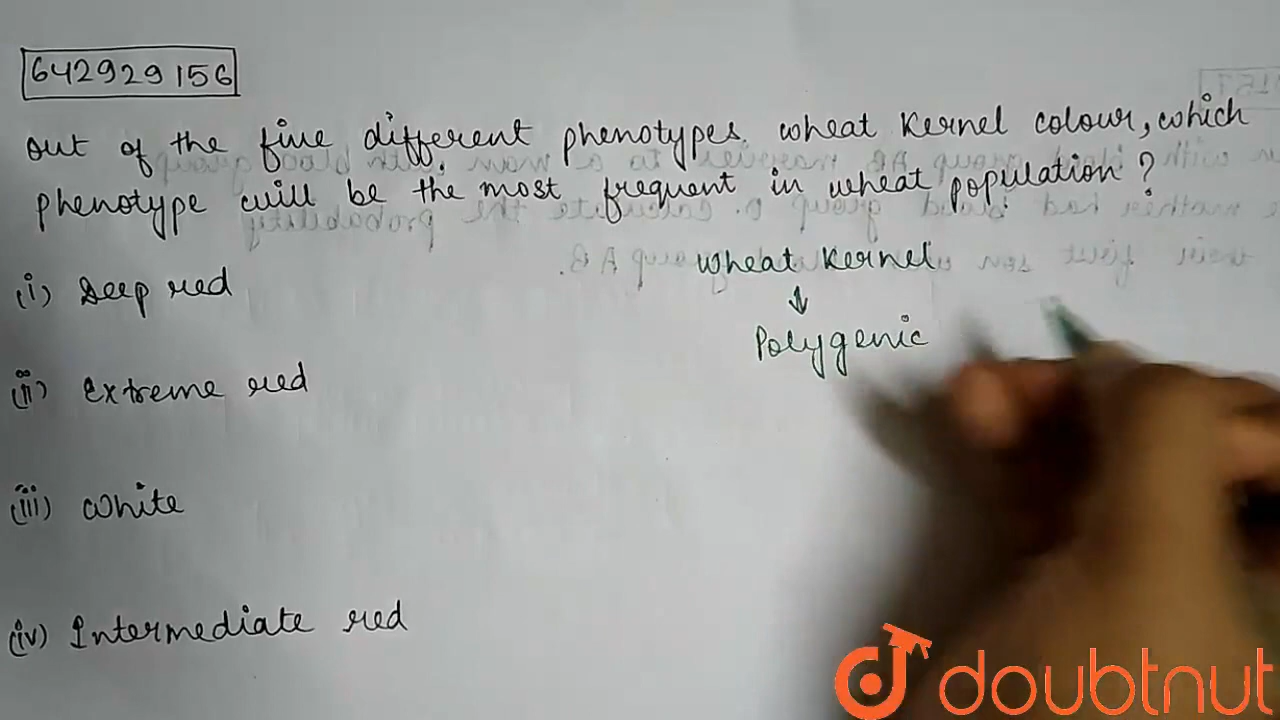 642929156
out of the five different phenotypes wheat kernel colour, which
phenotype will be the most frequent in wheat population ?
wheat kernel
Polygenic
(i) Deep red
(ii) Extreme red
(iii) White
(iv) Intermediate red
doubtnut